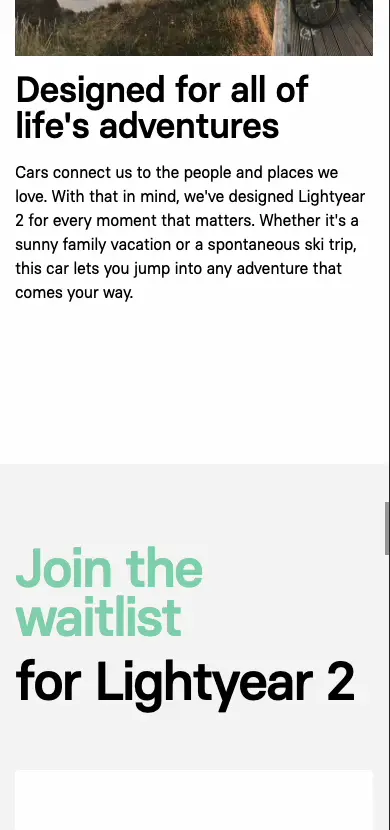 Designed for all of
life's adventures
Cars connect us to the people and places we
love. With that in mind, we've designed Lightyear
2 for every moment that matters. Whether it's a
sunny family vacation or a spontaneous ski trip,
this car lets you jump into any adventure that
comes your way.
Join the
waitlist
for Lightyear 2